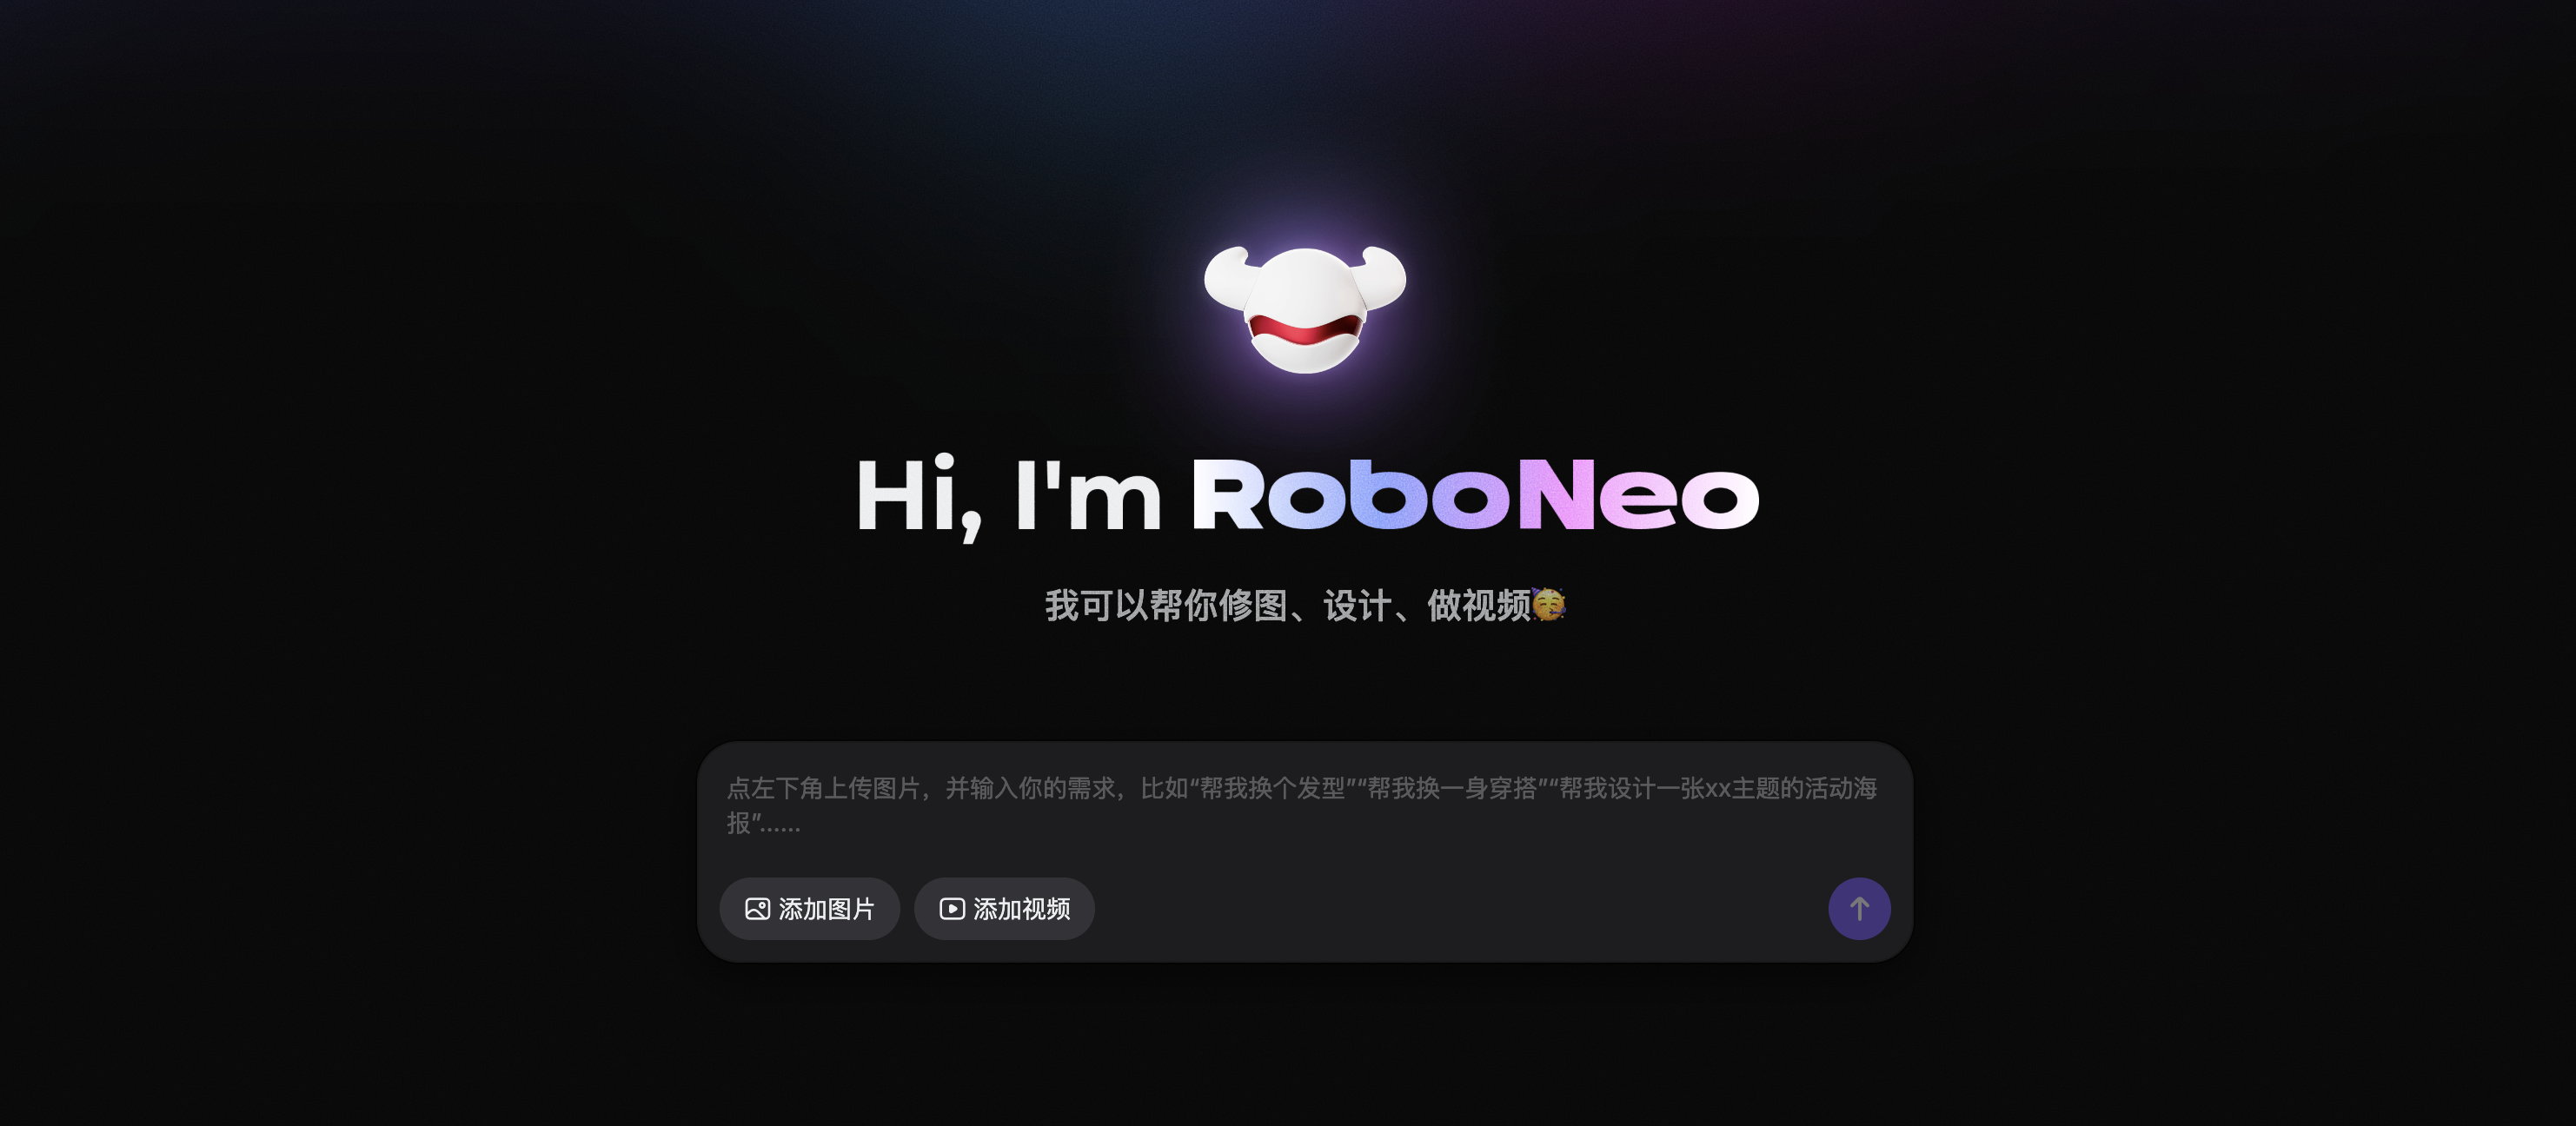 Hi, I'm RoboNeo
我可以帮你修图、设计、做视频🥳
点左下角上传图片，并输入你的需求，比如“帮我换个发型”“帮我换一身穿搭”“帮我设计一张xx主题的活动海
报”......
添加图片 添加视频